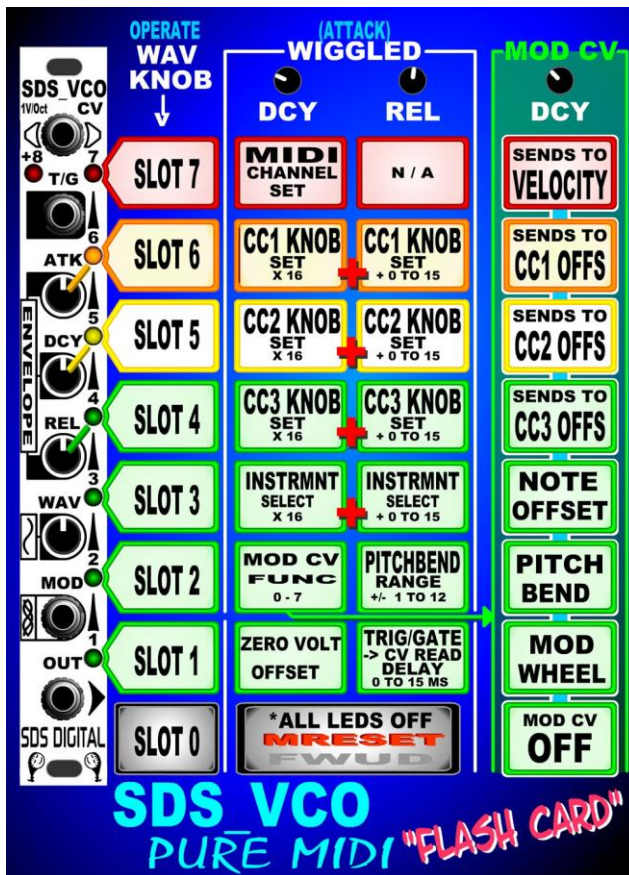 OPERATE
WAV
KNOB
(ATTACK)
WIGGLED
DCY
REL
MOD CV
DCY
SDS_VCO
1V/Oct CV
+8
7
T/G
6
ATK
5
DCY
ENVELOPE
4
REL
3
WAV
2
MOD
1
OUT
SDS DIGITAL
SLOT 7
MIDI
CHANNEL
SET
N / A
SENDS TO
VELOCITY
SLOT 6
CC1 KNOB
SET
X 16
CC1 KNOB
SET
+ 0 TO 15
SENDS TO
CC1 OFFS
SLOT 5
CC2 KNOB
SET
X 16
CC2 KNOB
SET
+ 0 TO 15
SENDS TO
CC2 OFFS
SLOT 4
CC3 KNOB
SET
X 16
CC3 KNOB
SET
+ 0 TO 15
SENDS TO
CC3 OFFS
SLOT 3
INSTRMNT
SELECT
X 16
INSTRMNT
SELECT
+ 0 TO 15
NOTE
OFFSET
SLOT 2
MOD CV
FUNC
0 - 7
PITCHBEND
RANGE
+/- 1 TO 12
PITCH
BEND
SLOT 1
ZERO VOLT
OFFSET
TRIG/GATE
-> CV READ
DELAY
0 TO 15 MS
MOD
WHEEL
SLOT 0
*ALL LEDS OFF
MRESET
FWUD
MOD CV
OFF
SDS_VCO
PURE MIDI
"FLASH CARD"